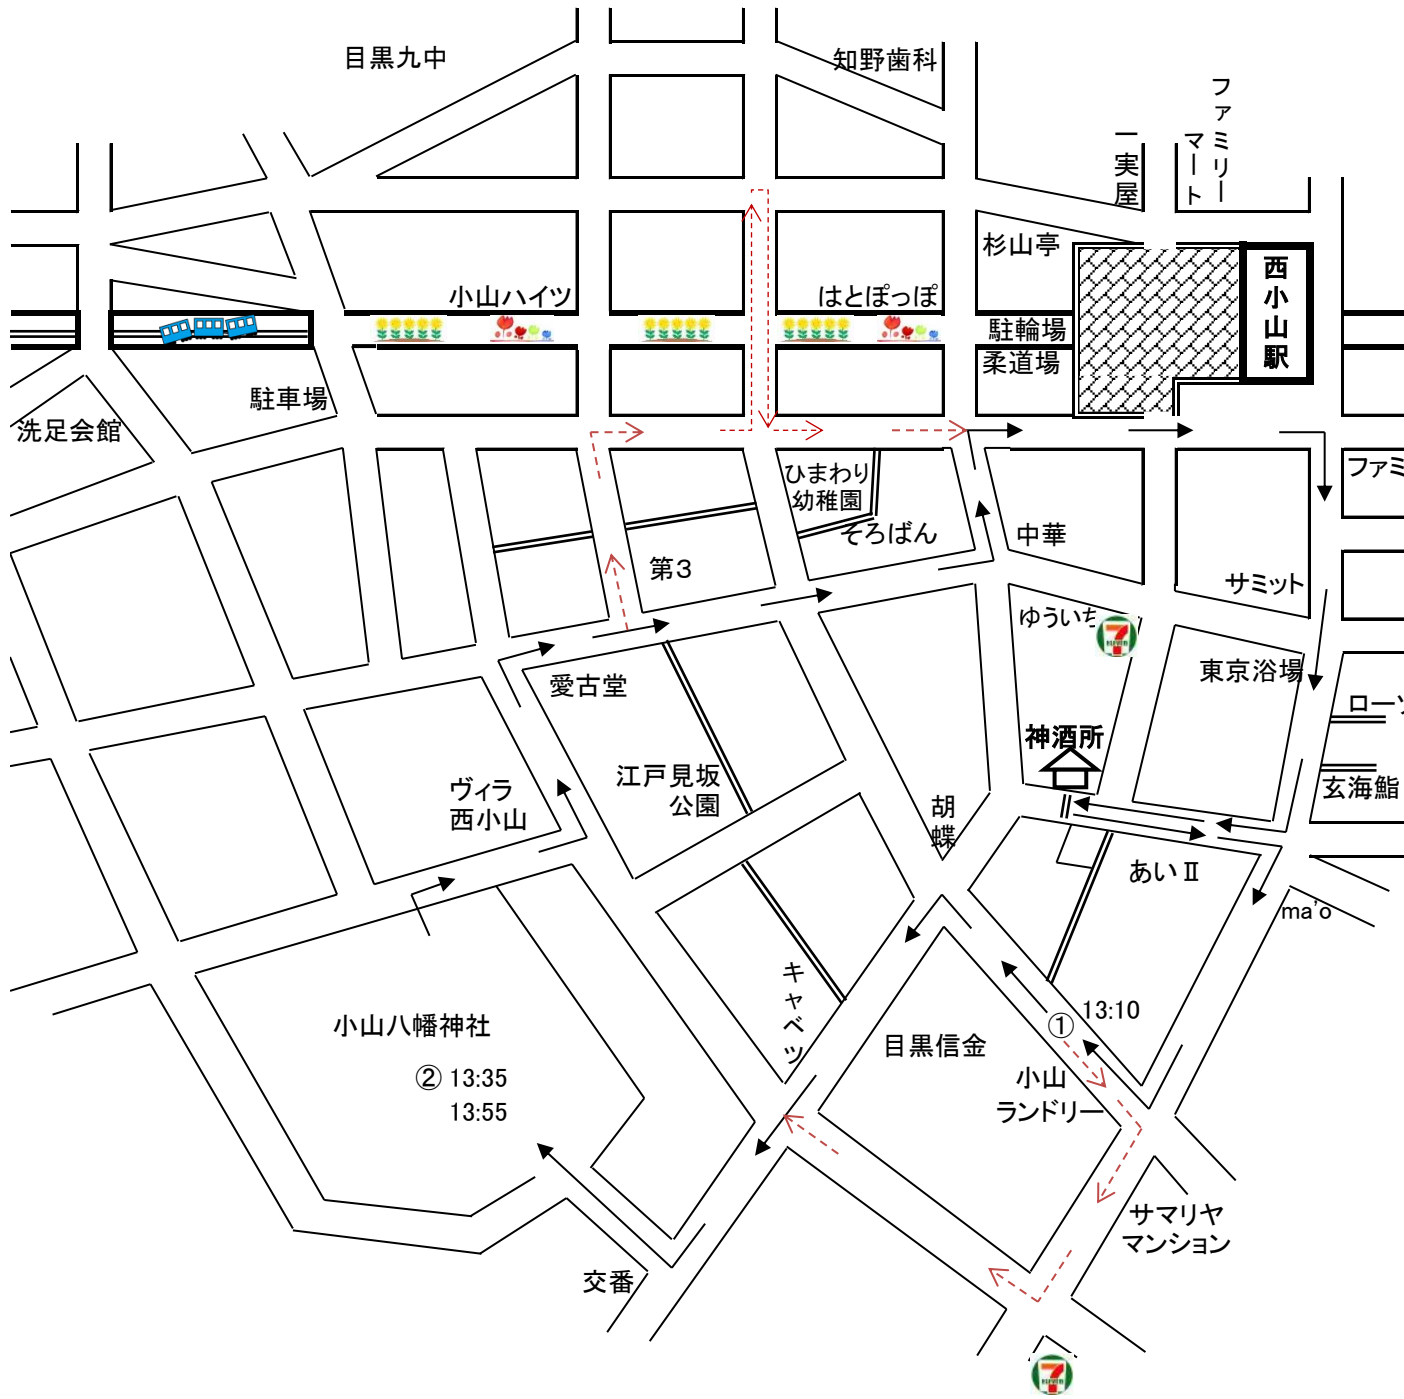 目黒九中
知野歯科
ファミリー
マート
一実屋
杉山亭
西小山駅
小山ハイツ
はとぽっぽ
駐輪場
柔道場
駐車場
洗足会館
ひまわり
幼稚園
そろばん
中華
ファミ
第3
サミット
ゆういち
愛古堂
東京浴場
ローソ
神酒所
江戸見坂
公園
ヴィラ
西小山
胡蝶
玄海鮨
あいⅡ
ma'o
キャベツ
13:10
①
小山八幡神社
目黒信金
② 13:35
13:55
小山
ランドリー
サマリヤ
マンション
交番
7
7